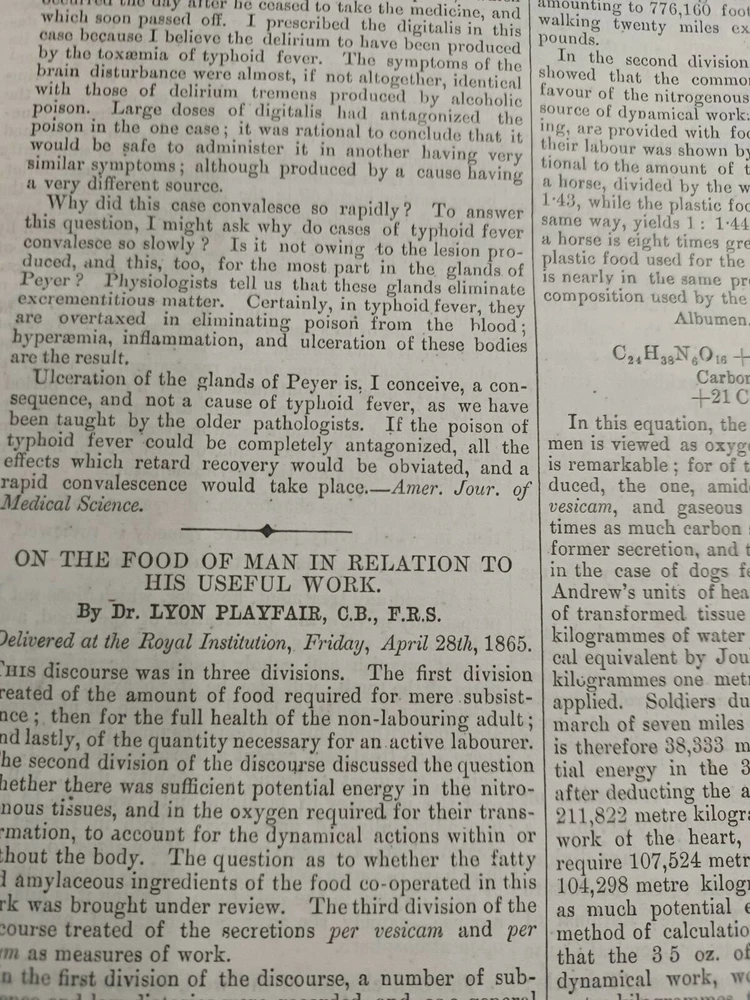 occurred the day after he ceased to take the medicine, and
which soon passed off. I prescribed the digitalis in this
case because I believe the delirium to have been produced
by the toxæmia of typhoid fever. The symptoms of the
brain disturbance were almost, if not altogether, identical
with those of delirium tremens produced by alcoholic
poison. Large doses of digitalis had antagonized the
poison in the one case; it was rational to conclude that it
would be safe to administer it in another having very
similar symptoms; although produced by a cause having
a very different source.
Why did this case convalesce so rapidly? To answer
this question, I might ask why do cases of typhoid fever
convalesce so slowly? Is it not owing to the lesion pro-
duced, and this, too, for the most part in the glands of
Peyer? Physiologists tell us that these glands eliminate
excrementitious matter. Certainly, in typhoid fever, they
are overtaxed in eliminating poison from the blood;
hyperæmia, inflammation, and ulceration of these bodies
are the result.
Ulceration of the glands of Peyer is, I conceive, a con-
sequence, and not a cause of typhoid fever, as we have
been taught by the older pathologists. If the poison of
typhoid fever could be completely antagonized, all the
effects which retard recovery would be obviated, and a
rapid convalescence would take place.—Amer. Jour. of
Medical Science.
ON THE FOOD OF MAN IN RELATION TO
HIS USEFUL WORK.
By Dr. LYON PLAYFAIR, C.B., F.R.S.
Delivered at the Royal Institution, Friday, April 28th, 1865.
THIS discourse was in three divisions. The first division
reated of the amount of food required for mere subsist-
nce; then for the full health of the non-labouring adult;
nd lastly, of the quantity necessary for an active labourer.
he second division of the discourse discussed the question
hether there was sufficient potential energy in the nitro-
nous tissues, and in the oxygen required for their trans-
rmation, to account for the dynamical actions within or
thout the body. The question as to whether the fatty
d amylaceous ingredients of the food co-operated in this
rk was brought under review. The third division of the
course treated of the secretions per vesicam and per
m as measures of work.
n the first division of the discourse, a number of sub-
amounting to 776,160 foot
walking twenty miles ex
pounds.
In the second division
showed that the common
favour of the nitrogenous
source of dynamical work.
ing, are provided with foo
their labour was shown by
tional to the amount of t
a horse, divided by the w
1·43, while the plastic foo
same way, yields 1 : 1·44
a horse is eight times gre
plastic food used for the
is nearly in the same pr
composition used by the
Albumen.
C24H38N6O16 +
Carbon
+21 C
In this equation, the
men is viewed as oxyge
is remarkable; for of t
duced, the one, amid
vesicam, and gaseous
times as much carbon
former secretion, and t
in the case of dogs fe
Andrew's units of hea
of transformed tissue
kilogrammes of water
cal equivalent by Jou
kilogrammes one met
applied. Soldiers du
march of seven miles
is therefore 38,333 m
tial energy in the 3
after deducting the a
211,822 metre kilogra
work of the heart,
require 107,524 metr
104,298 metre kilogr
as much potential e
method of calculatio
that the 3 5 oz. of
dynamical work, we